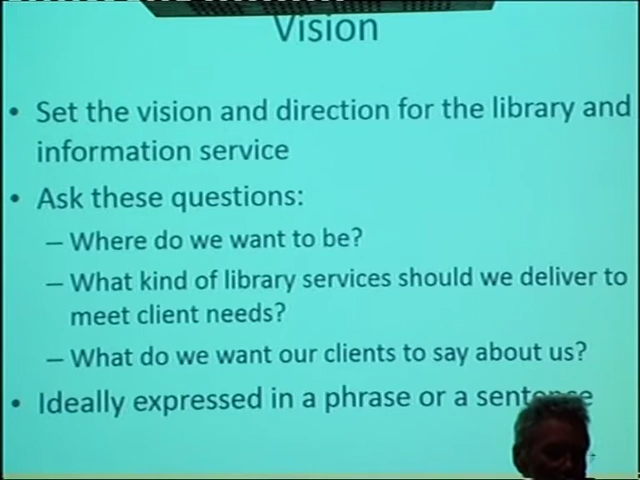 Vision
• Set the vision and direction for the library and
information service
• Ask these questions:
– Where do we want to be?
– What kind of library services should we deliver to
meet client needs?
– What do we want our clients to say about us?
• Ideally expressed in a phrase or a sentence